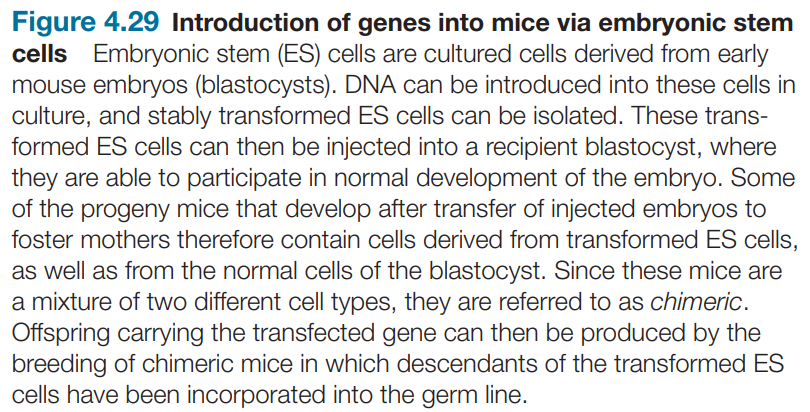 Figure 4.29 Introduction of genes into mice via embryonic stem
cells Embryonic stem (ES) cells are cultured cells derived from early
mouse embryos (blastocysts). DNA can be introduced into these cells in
culture, and stably transformed ES cells can be isolated. These trans-
formed ES cells can then be injected into a recipient blastocyst, where
they are able to participate in normal development of the embryo. Some
of the progeny mice that develop after transfer of injected embryos to
foster mothers therefore contain cells derived from transformed ES cells,
as well as from the normal cells of the blastocyst. Since these mice are
a mixture of two different cell types, they are referred to as chimeric.
Offspring carrying the transfected gene can then be produced by the
breeding of chimeric mice in which descendants of the transformed ES
cells have been incorporated into the germ line.